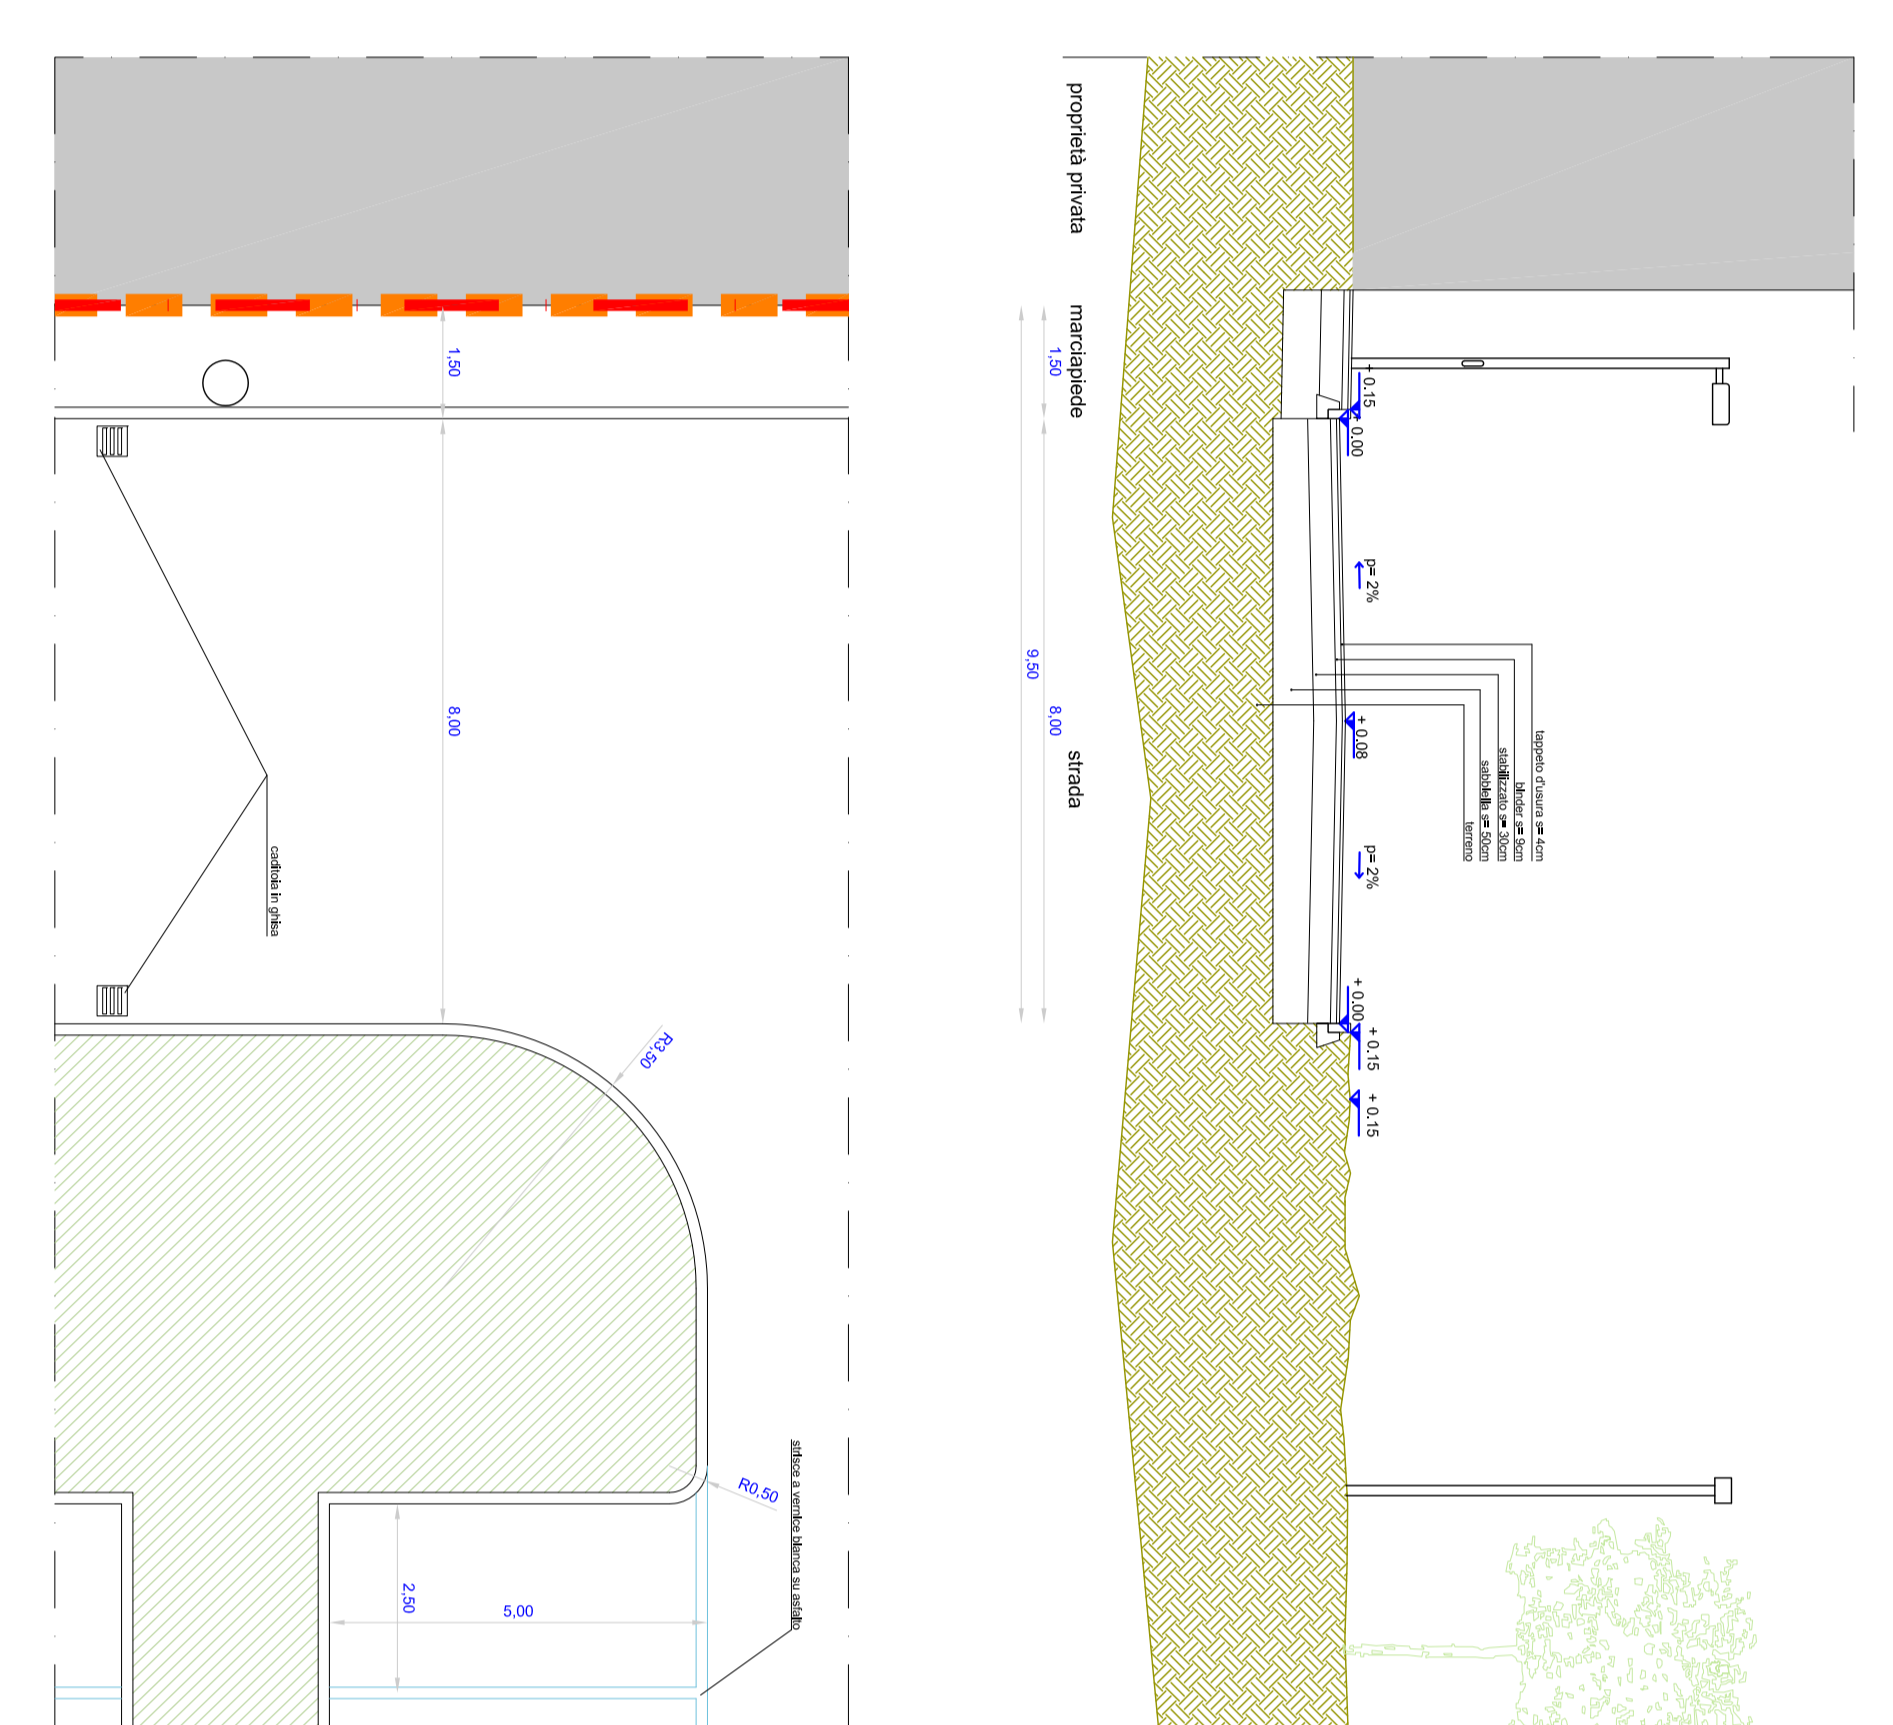 proprietà privata
marciapiede
strada
1,50
8,00
9,50
+ 0.15
+ 0.00
p= 2%
+ 0.08
p= 2%
+ 0.00
+ 0.15
+ 0.15
tappeto d'usura s= 4cm
binder s= 9cm
stabilizzato s= 30cm
sabbiella s= 50cm
terreno
1,50
8,00
caditoia in ghisa
R3,50
R0,50
strisce a vernice bianca su asfalto
2,50
5,00